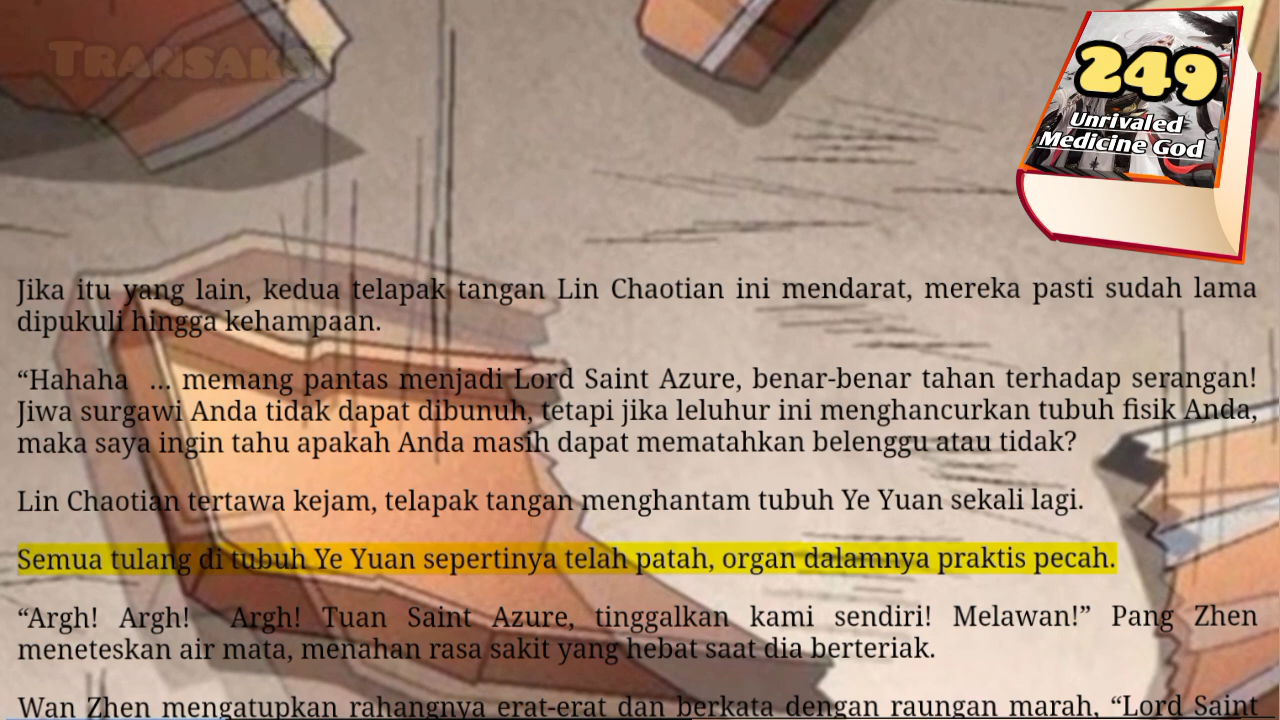 TRANSAKSI
249
Unrivaled
Medicine God
Jika itu yang lain, kedua telapak tangan Lin Chaotian ini mendarat, mereka pasti sudah lama
dipukuli hingga kehampaan.
“Hahaha … memang pantas menjadi Lord Saint Azure, benar-benar tahan terhadap serangan!
Jiwa surgawi Anda tidak dapat dibunuh, tetapi jika leluhur ini menghancurkan tubuh fisik Anda,
maka saya ingin tahu apakah Anda masih dapat mematahkan belenggu atau tidak?
Lin Chaotian tertawa kejam, telapak tangan menghantam tubuh Ye Yuan sekali lagi.
Semua tulang di tubuh Ye Yuan sepertinya telah patah, organ dalamnya praktis pecah.
“Argh! Argh! Argh! Tuan Saint Azure, tinggalkan kami sendiri! Melawan!” Pang Zhen
meneteskan air mata, menahan rasa sakit yang hebat saat dia berteriak.
Wan Zhen mengatupkan rahangnya erat-erat dan berkata dengan raungan marah, “Lord Saint